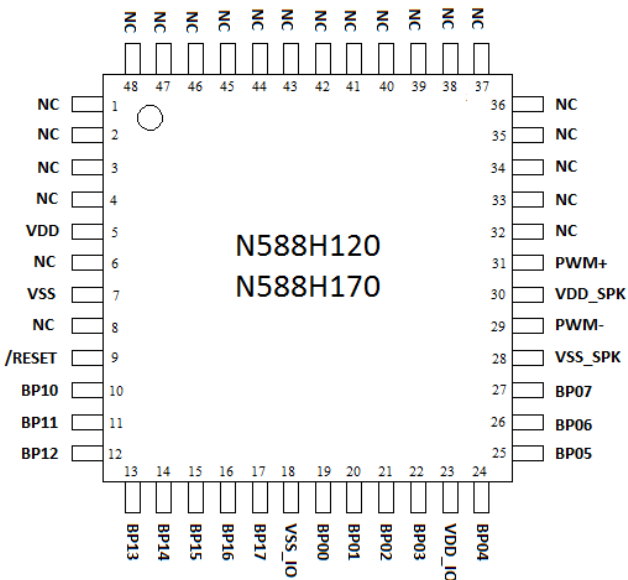 NC NC NC NC NC NC NC NC NC NC NC NC
48 47 46 45 44 43 42 41 40 39 38 37
NC 1 36 NC
NC 2 35 NC
NC 3 34 NC
NC 4 33 NC
VDD 5 32 NC
N588H120
NC 6 31 PWM+
N588H170
VSS 7 30 VDD_SPK
NC 8 29 PWM-
/RESET 9 28 VSS_SPK
BP10 10 27 BP07
BP11 11 26 BP06
BP12 12 25 BP05
13 14 15 16 17 18 19 20 21 22 23 24
BP13 BP14 BP15 BP16 BP17 VSS_IO BP00 BP01 BP02 BP03 VDD_IO BP04